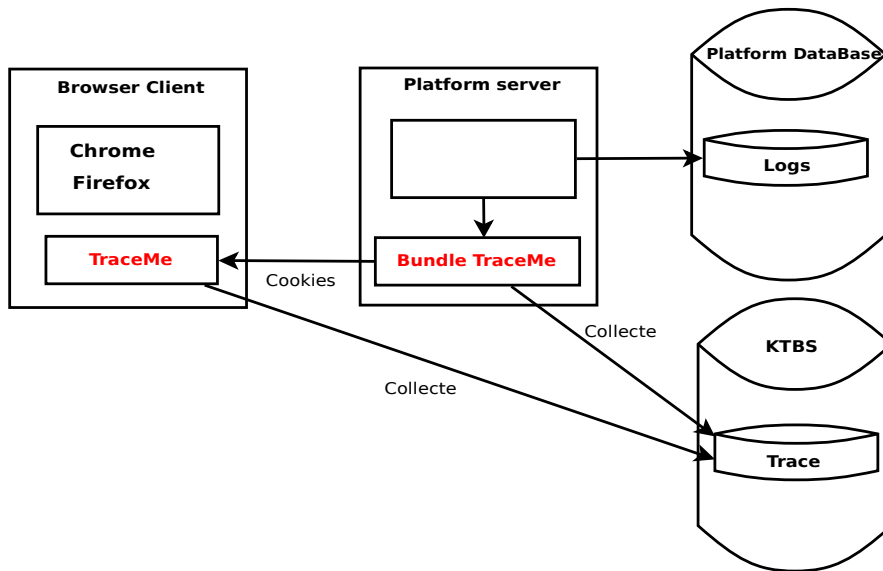 Browser Client
Chrome
Firefox
TraceMe
Platform server
Bundle TraceMe
Cookies
Collecte
Collecte
Platform DataBase
Logs
KTBS
Trace